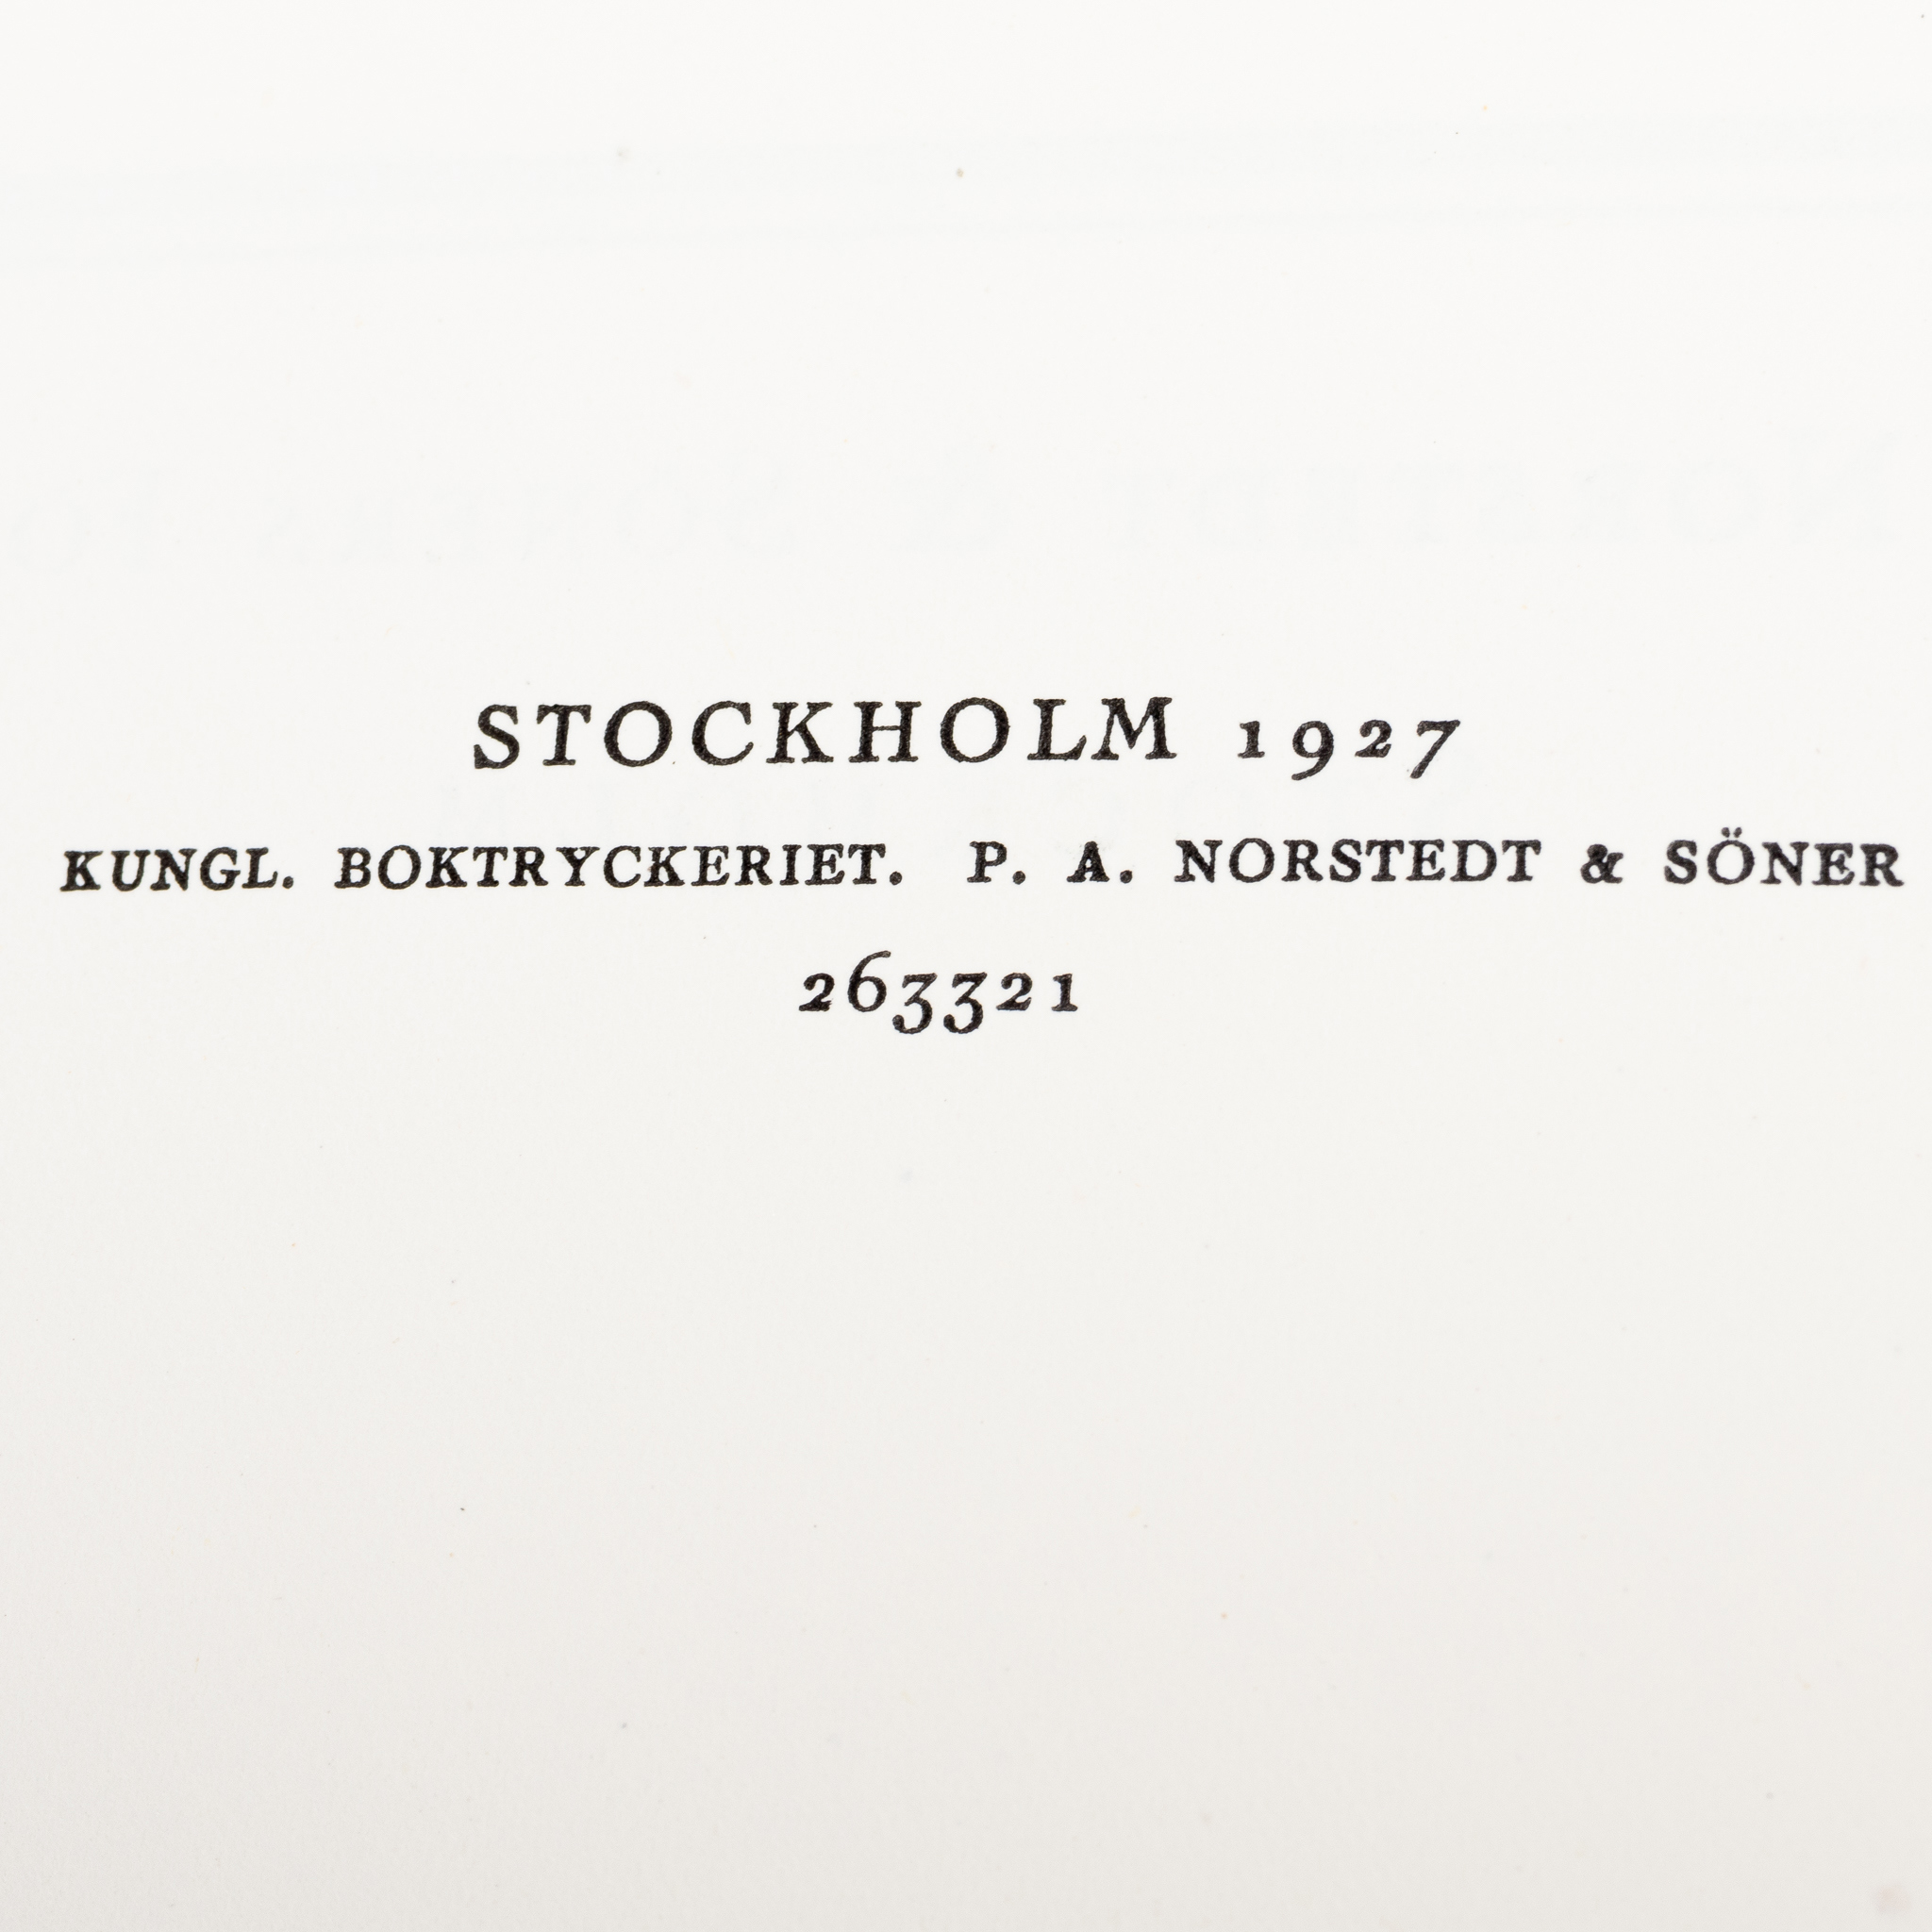 STOCKHOLM 1927
KUNGL. BOKTRYCKERIET. P. A. NORSTEDT & SÖNER
263321